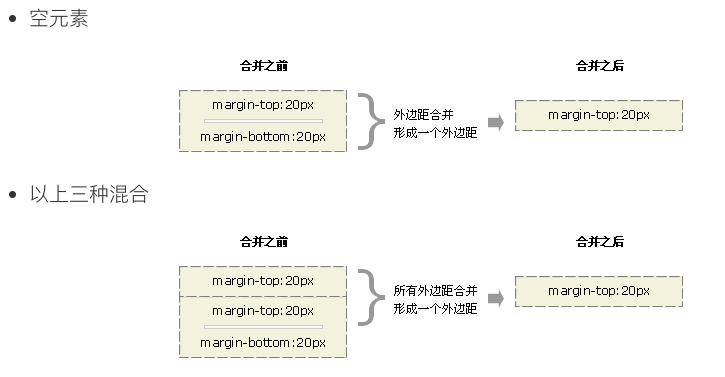 空元素
合并之前
合并之后
margin-top:20px
margin-bottom:20px
外边距合并
形成一个外边距
margin-top:20px
以上三种混合
合并之前
合并之后
margin-top:20px
margin-top:20px
margin-bottom:20px
所有外边距合并
形成一个外边距
margin-top:20px